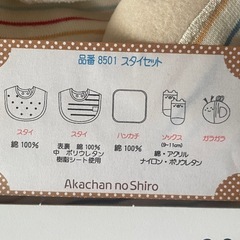 品番 8501 スタイセット
スタイ スタイ ハンカチ ソックス ガラガラ
(9~11cm)
綿 100% 表裏 綿 100% 綿 100% 綿・アクリル
中 ポリウレタン ナイロン・ポリウレタン
樹脂シート使用
Akachan no Shiro